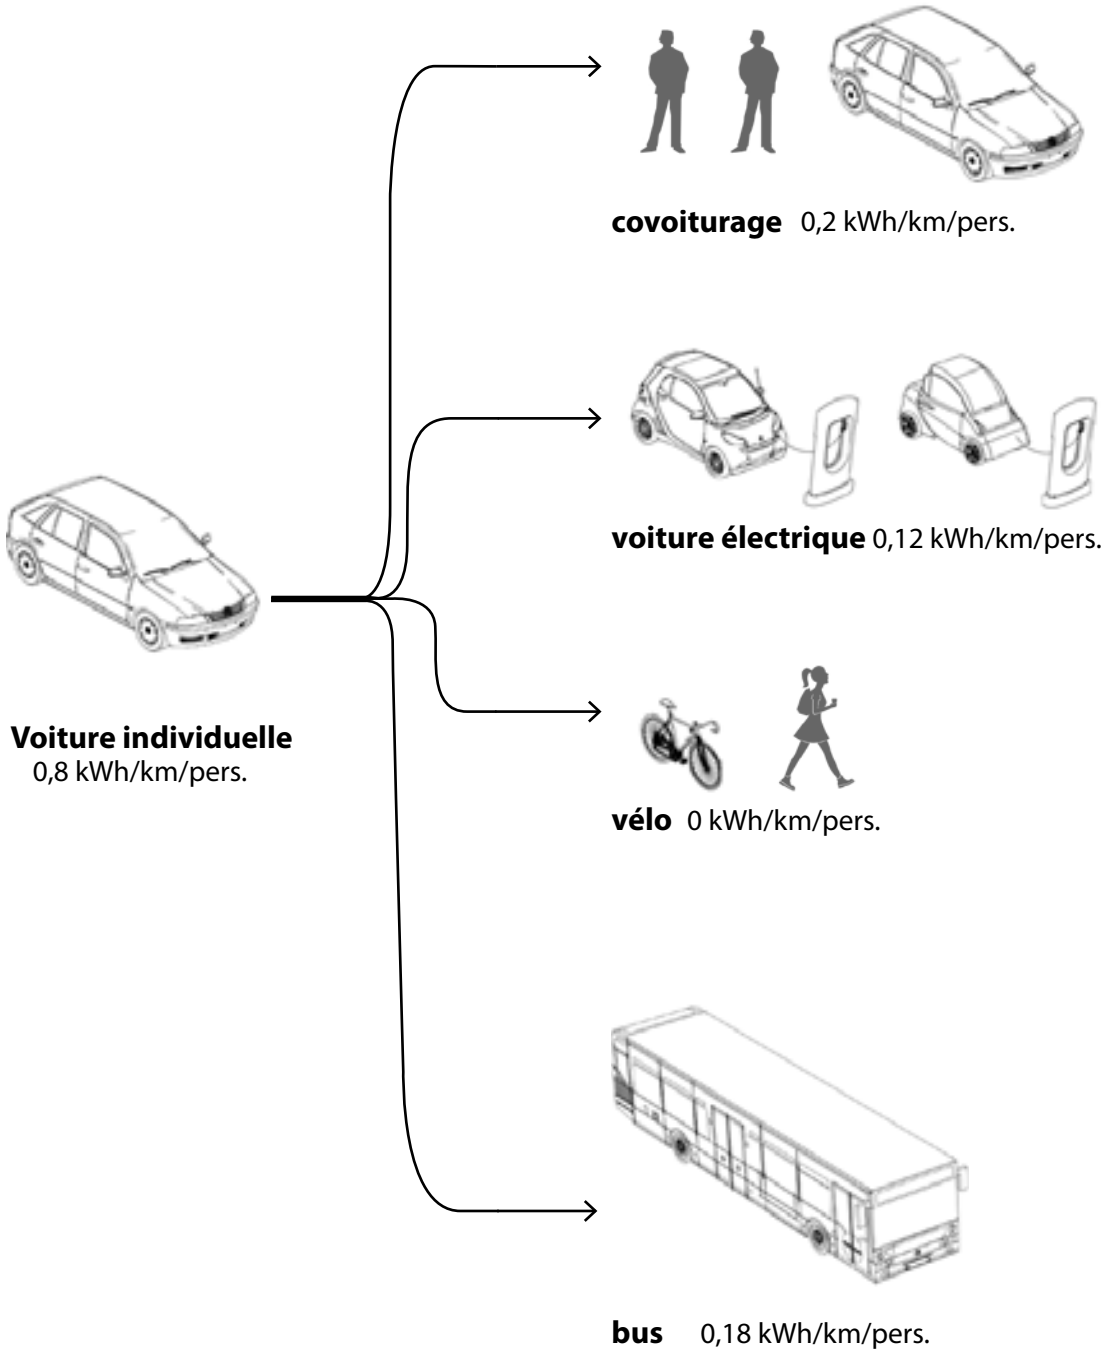 covoiturage 0,2 kWh/km/pers.
voiture électrique 0,12 kWh/km/pers.
Voiture individuelle
0,8 kWh/km/pers.
vélo 0 kWh/km/pers.
bus 0,18 kWh/km/pers.